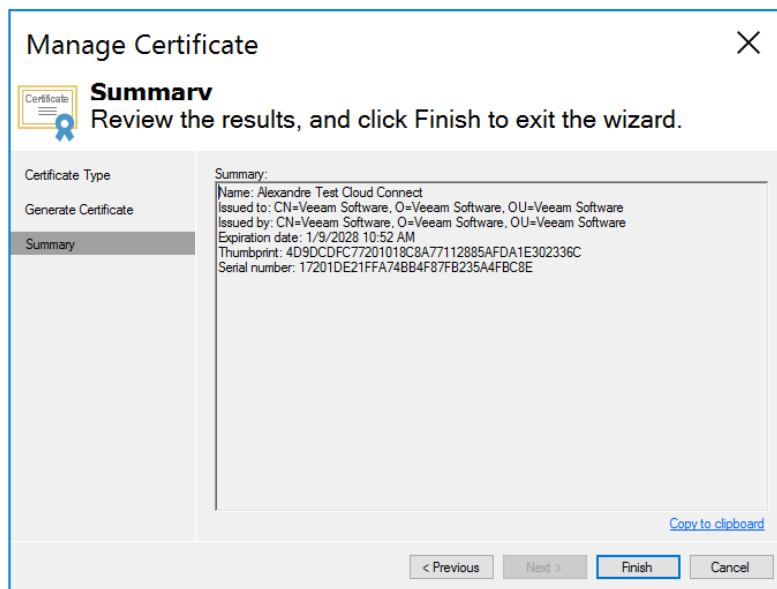 Manage Certificate
Certificate
Summary
Review the results, and click Finish to exit the wizard.
Certificate Type
Generate Certificate
Summary
Summary:
Name: Alexandre Test Cloud Connect
Issued to: CN=Veeam Software, O=Veeam Software, OU=Veeam Software
Issued by: CN=Veeam Software, O=Veeam Software, OU=Veeam Software
Expiration date: 1/9/2028 10:52 AM
Thumbprint: 4D9DCDFC77201018C8A77112885AFDA1E302336C
Serial number: 17201DE21FFA74BB4F87FB235A4FBC8E
Copy to clipboard
< Previous Next > Finish Cancel